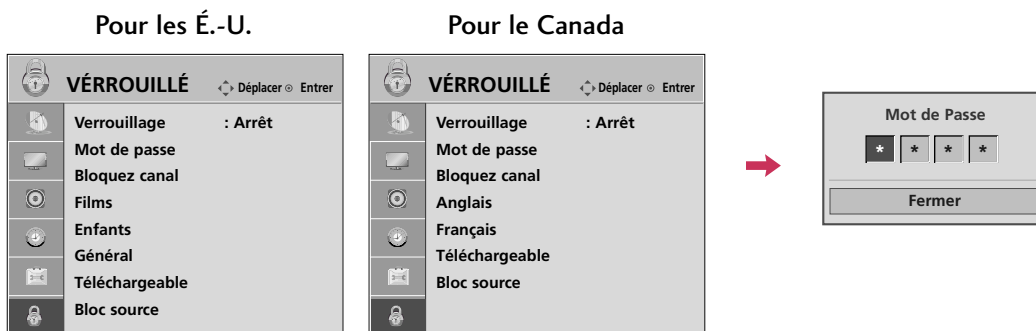 Pour les É.-U.
VÉRROUILLÉ Déplacer Entrer
Verrouillage : Arrêt
Mot de passe
Bloquez canal
Films
Enfants
Général
Téléchargeable
Bloc source
Pour le Canada
VÉRROUILLÉ Déplacer Entrer
Verrouillage : Arrêt
Mot de passe
Bloquez canal
Anglais
Français
Téléchargeable
Bloc source
Mot de Passe
* * * *
Fermer